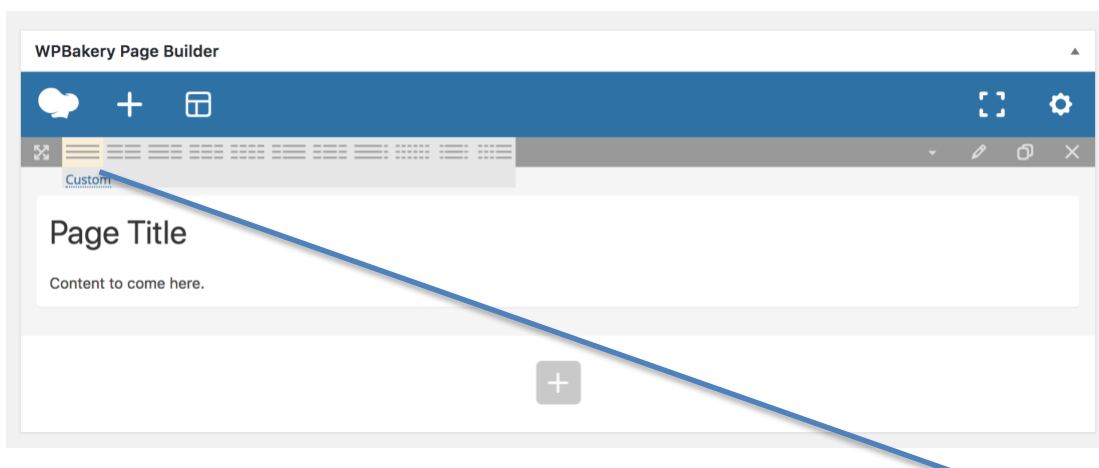 WPBakery Page Builder
Custom
Page Title
Content to come here.